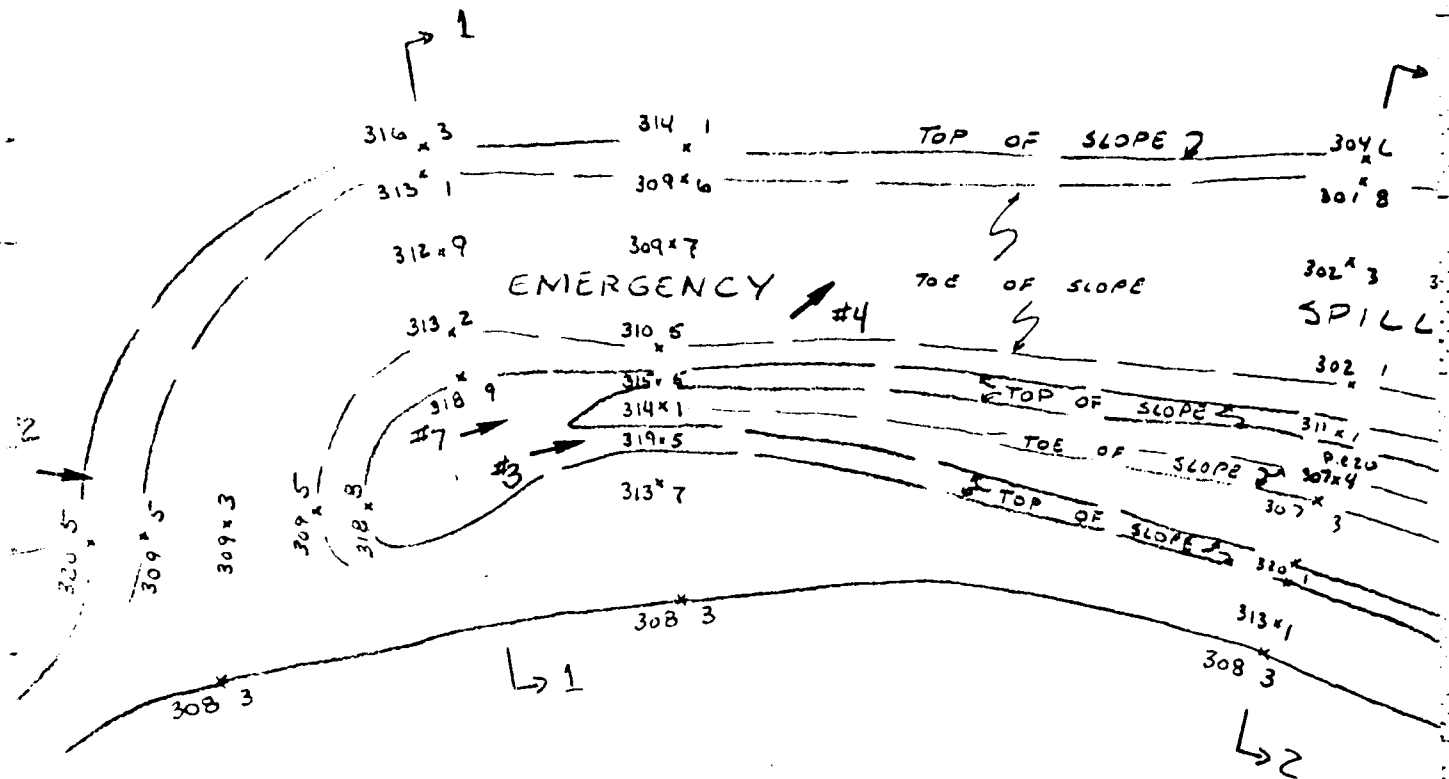 1
316 x 3
314 x 1
TOP OF SLOPE
304 x 6
313 x 1
309 x 6
301 x 8
312 x 9
309 x 7
302 x 3
EMERGENCY
TOE OF SLOPE
SPILL
#4
313 x 2
310 x 5
302 x 1
318 x 9
314 x 1
TOP OF SLOPE
311 x 1
#7
319 x 5
TOE OF SLOPE
307 x 4
2
#3
313 x 7
TOP OF SLOPE
307 x 3
320 x 5
309 x 5
309 x 3
309 x 5
318 x 8
320 x 1
313 x 1
308 x 3
308 x 3
308 x 3
1
2